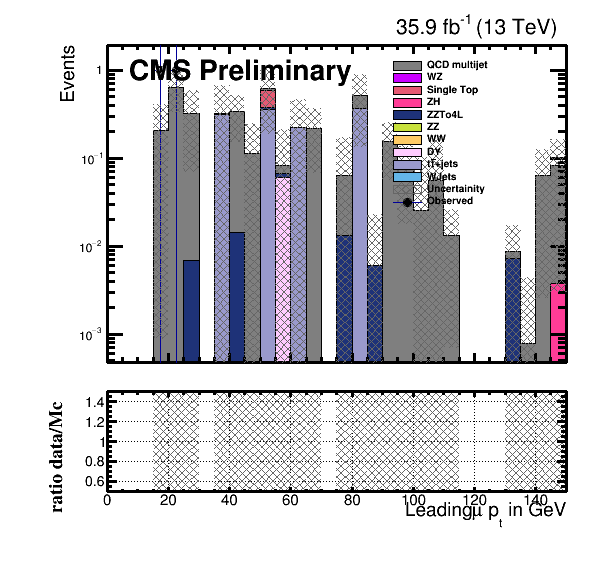 35.9 fb⁻¹ (13 TeV)
CMS Preliminary
Events
1
10⁻¹
10⁻²
10⁻³
QCD multijet
WZ
Single Top
ZH
ZZTo4L
ZZ
WW
DY
tt+jets
WJets
Uncertainity
Observed
ratio data/Mc
1.4
1.2
1
0.8
0.6
0 20 40 60 80 100 120 140
Leadingμ pₜ in GeV